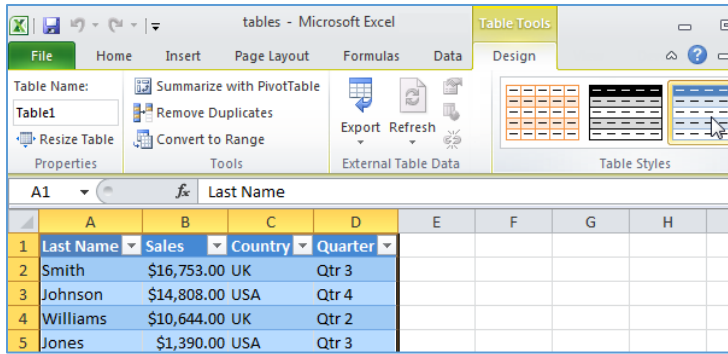 tables - Microsoft Excel
Table Tools
File Home Insert Page Layout Formulas Data Design
Table Name:
Table1
Resize Table
Properties
Summarize with PivotTable
Remove Duplicates
Convert to Range
Tools
Export Refresh
External Table Data
Table Styles
A1 fx Last Name
A B C D E F G H
1 Last Name Sales Country Quarter
2 Smith $16,753.00 UK Qtr 3
3 Johnson $14,808.00 USA Qtr 4
4 Williams $10,644.00 UK Qtr 2
5 Jones $1,390.00 USA Qtr 3